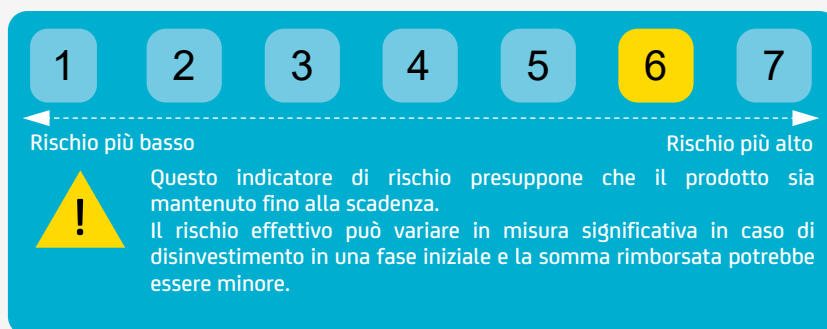 1 2 3 4 5 6 7
Rischio più basso Rischio più alto
! Questo indicatore di rischio presuppone che il prodotto sia
mantenuto fino alla scadenza.
Il rischio effettivo può variare in misura significativa in caso di
disinvestimento in una fase iniziale e la somma rimborsata potrebbe
essere minore.